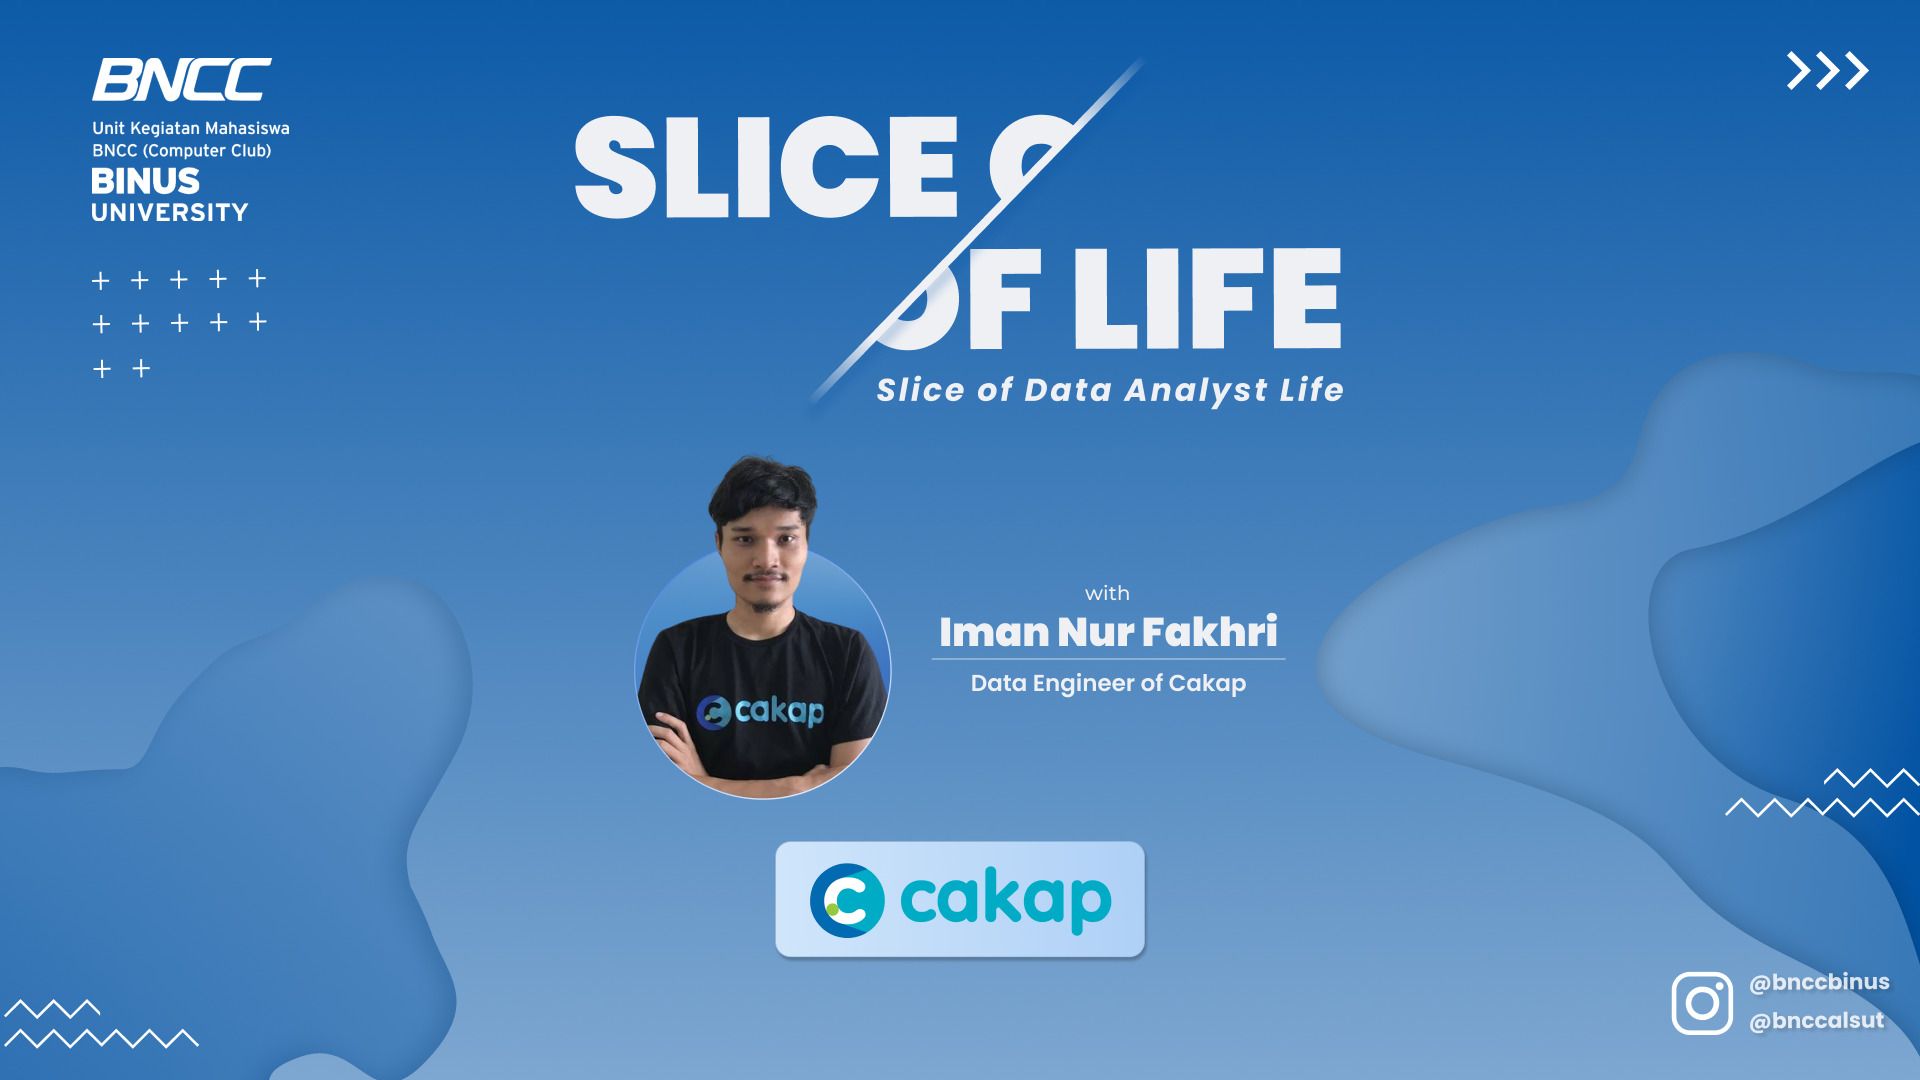 BNCC
Unit Kegiatan Mahasiswa
BNCC (Computer Club)
BINUS
UNIVERSITY
SLICE O
OF LIFE
Slice of Data Analyst Life
with
Iman Nur Fakhri
Data Engineer of Cakap
cakap
cakap
@bnccbinus
@bnccalsut